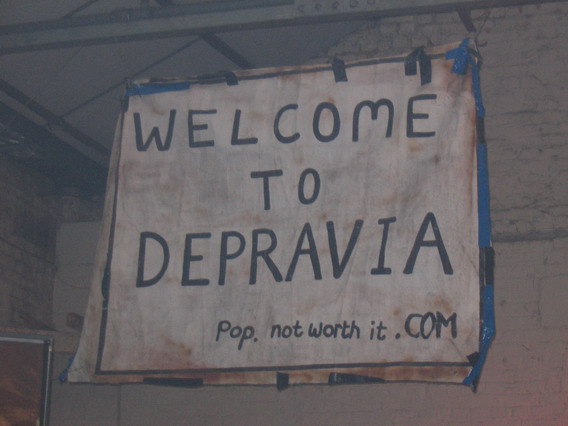 WELCOME
TO
DEPRAVIA
Pop. not worth it .COM